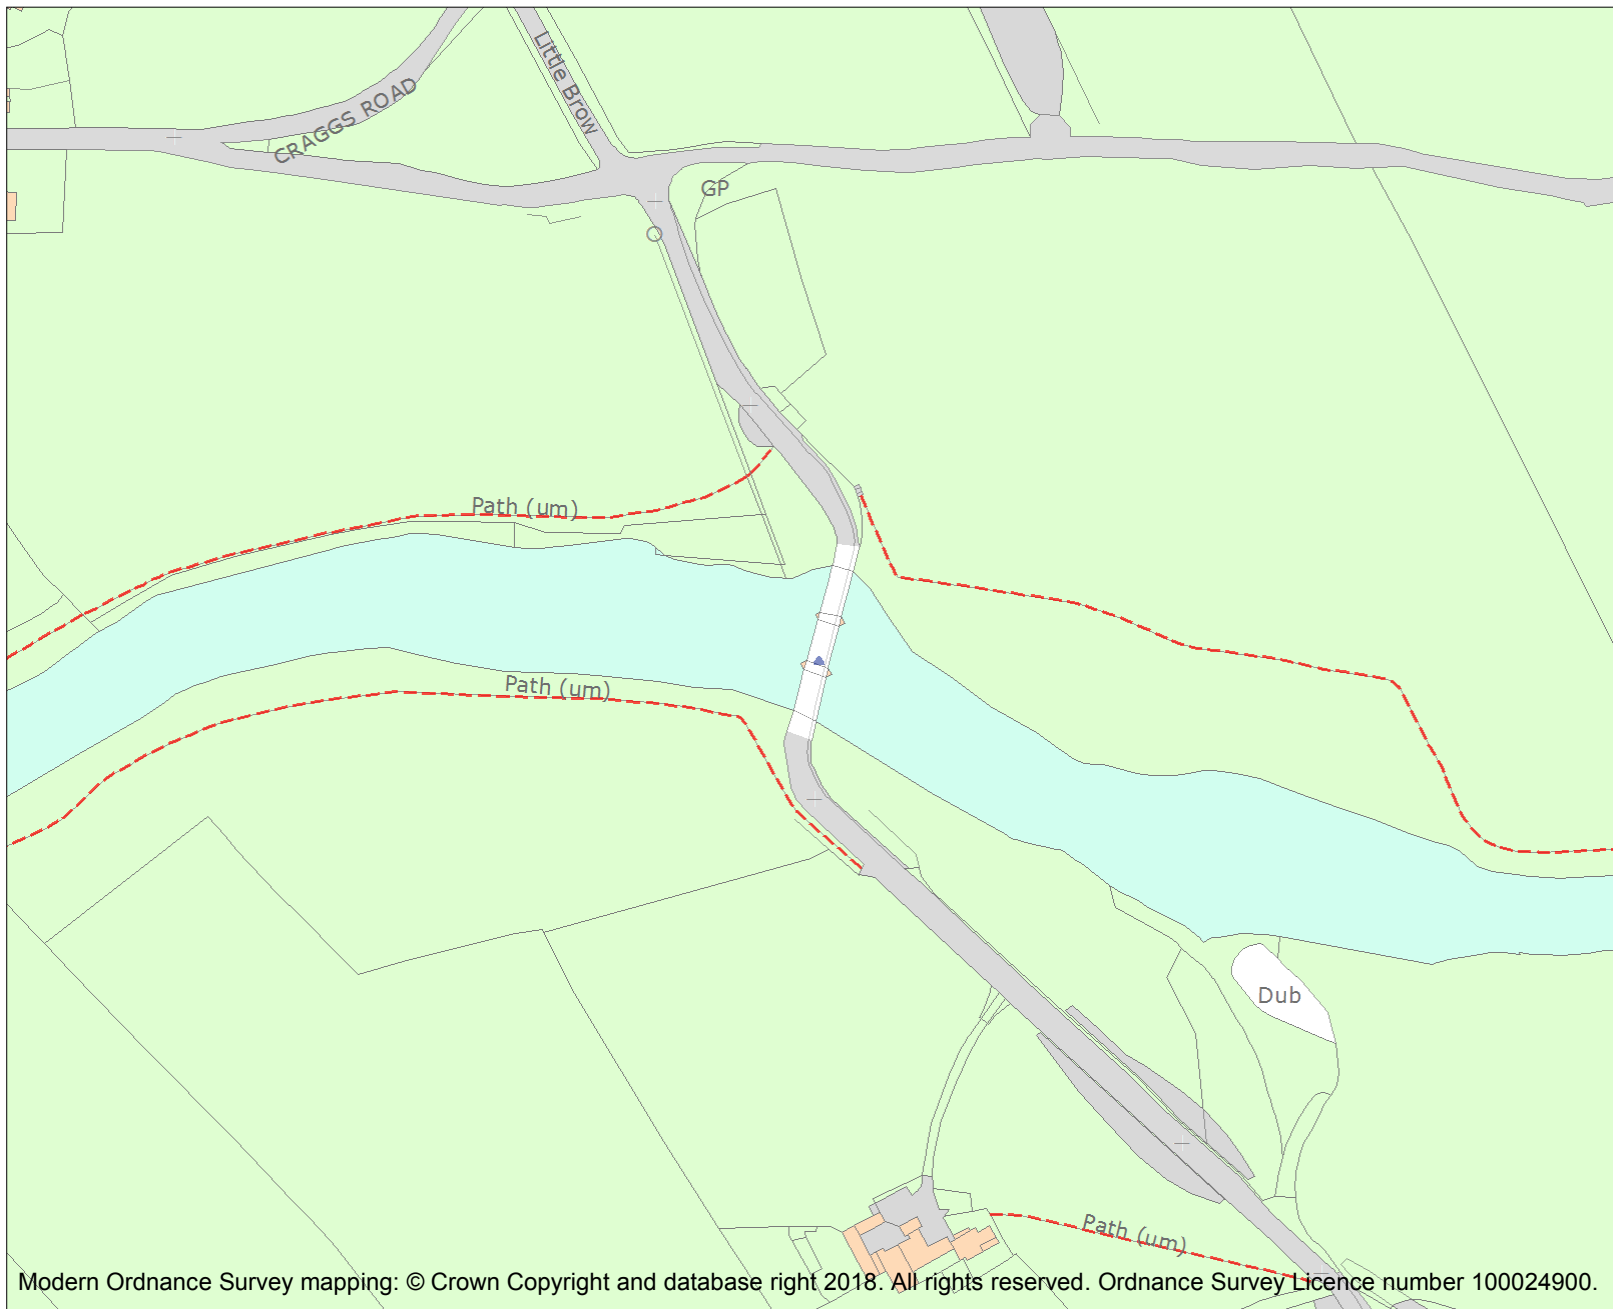 Little Brow
CRAGGS ROAD
GP
Path (um)
Path (um)
Dub
Path (um)
Modern Ordnance Survey mapping: © Crown Copyright and database right 2018. All rights reserved. Ordnance Survey Licence number 100024900.